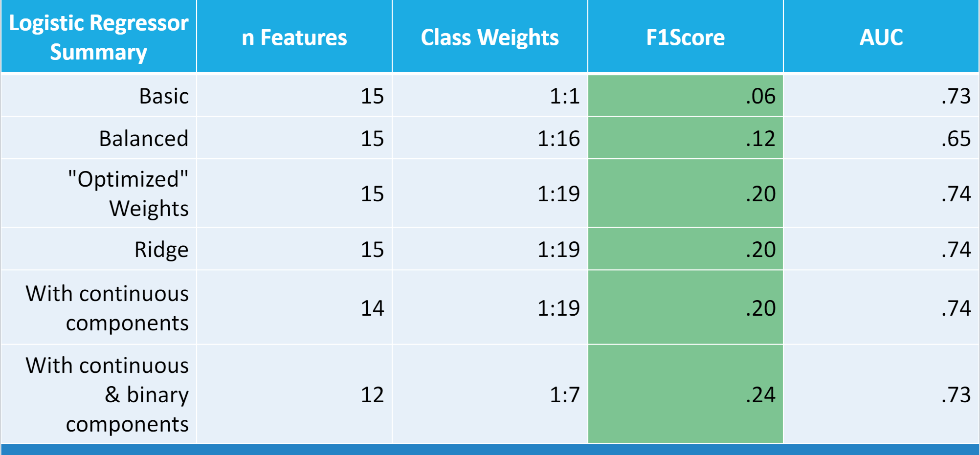 Logistic Regressor Summary n Features Class Weights F1Score AUC
Basic 15 1:1 .06 .73
Balanced 15 1:16 .12 .65
"Optimized" Weights 15 1:19 .20 .74
Ridge 15 1:19 .20 .74
With continuous components 14 1:19 .20 .74
With continuous & binary components 12 1:7 .24 .73